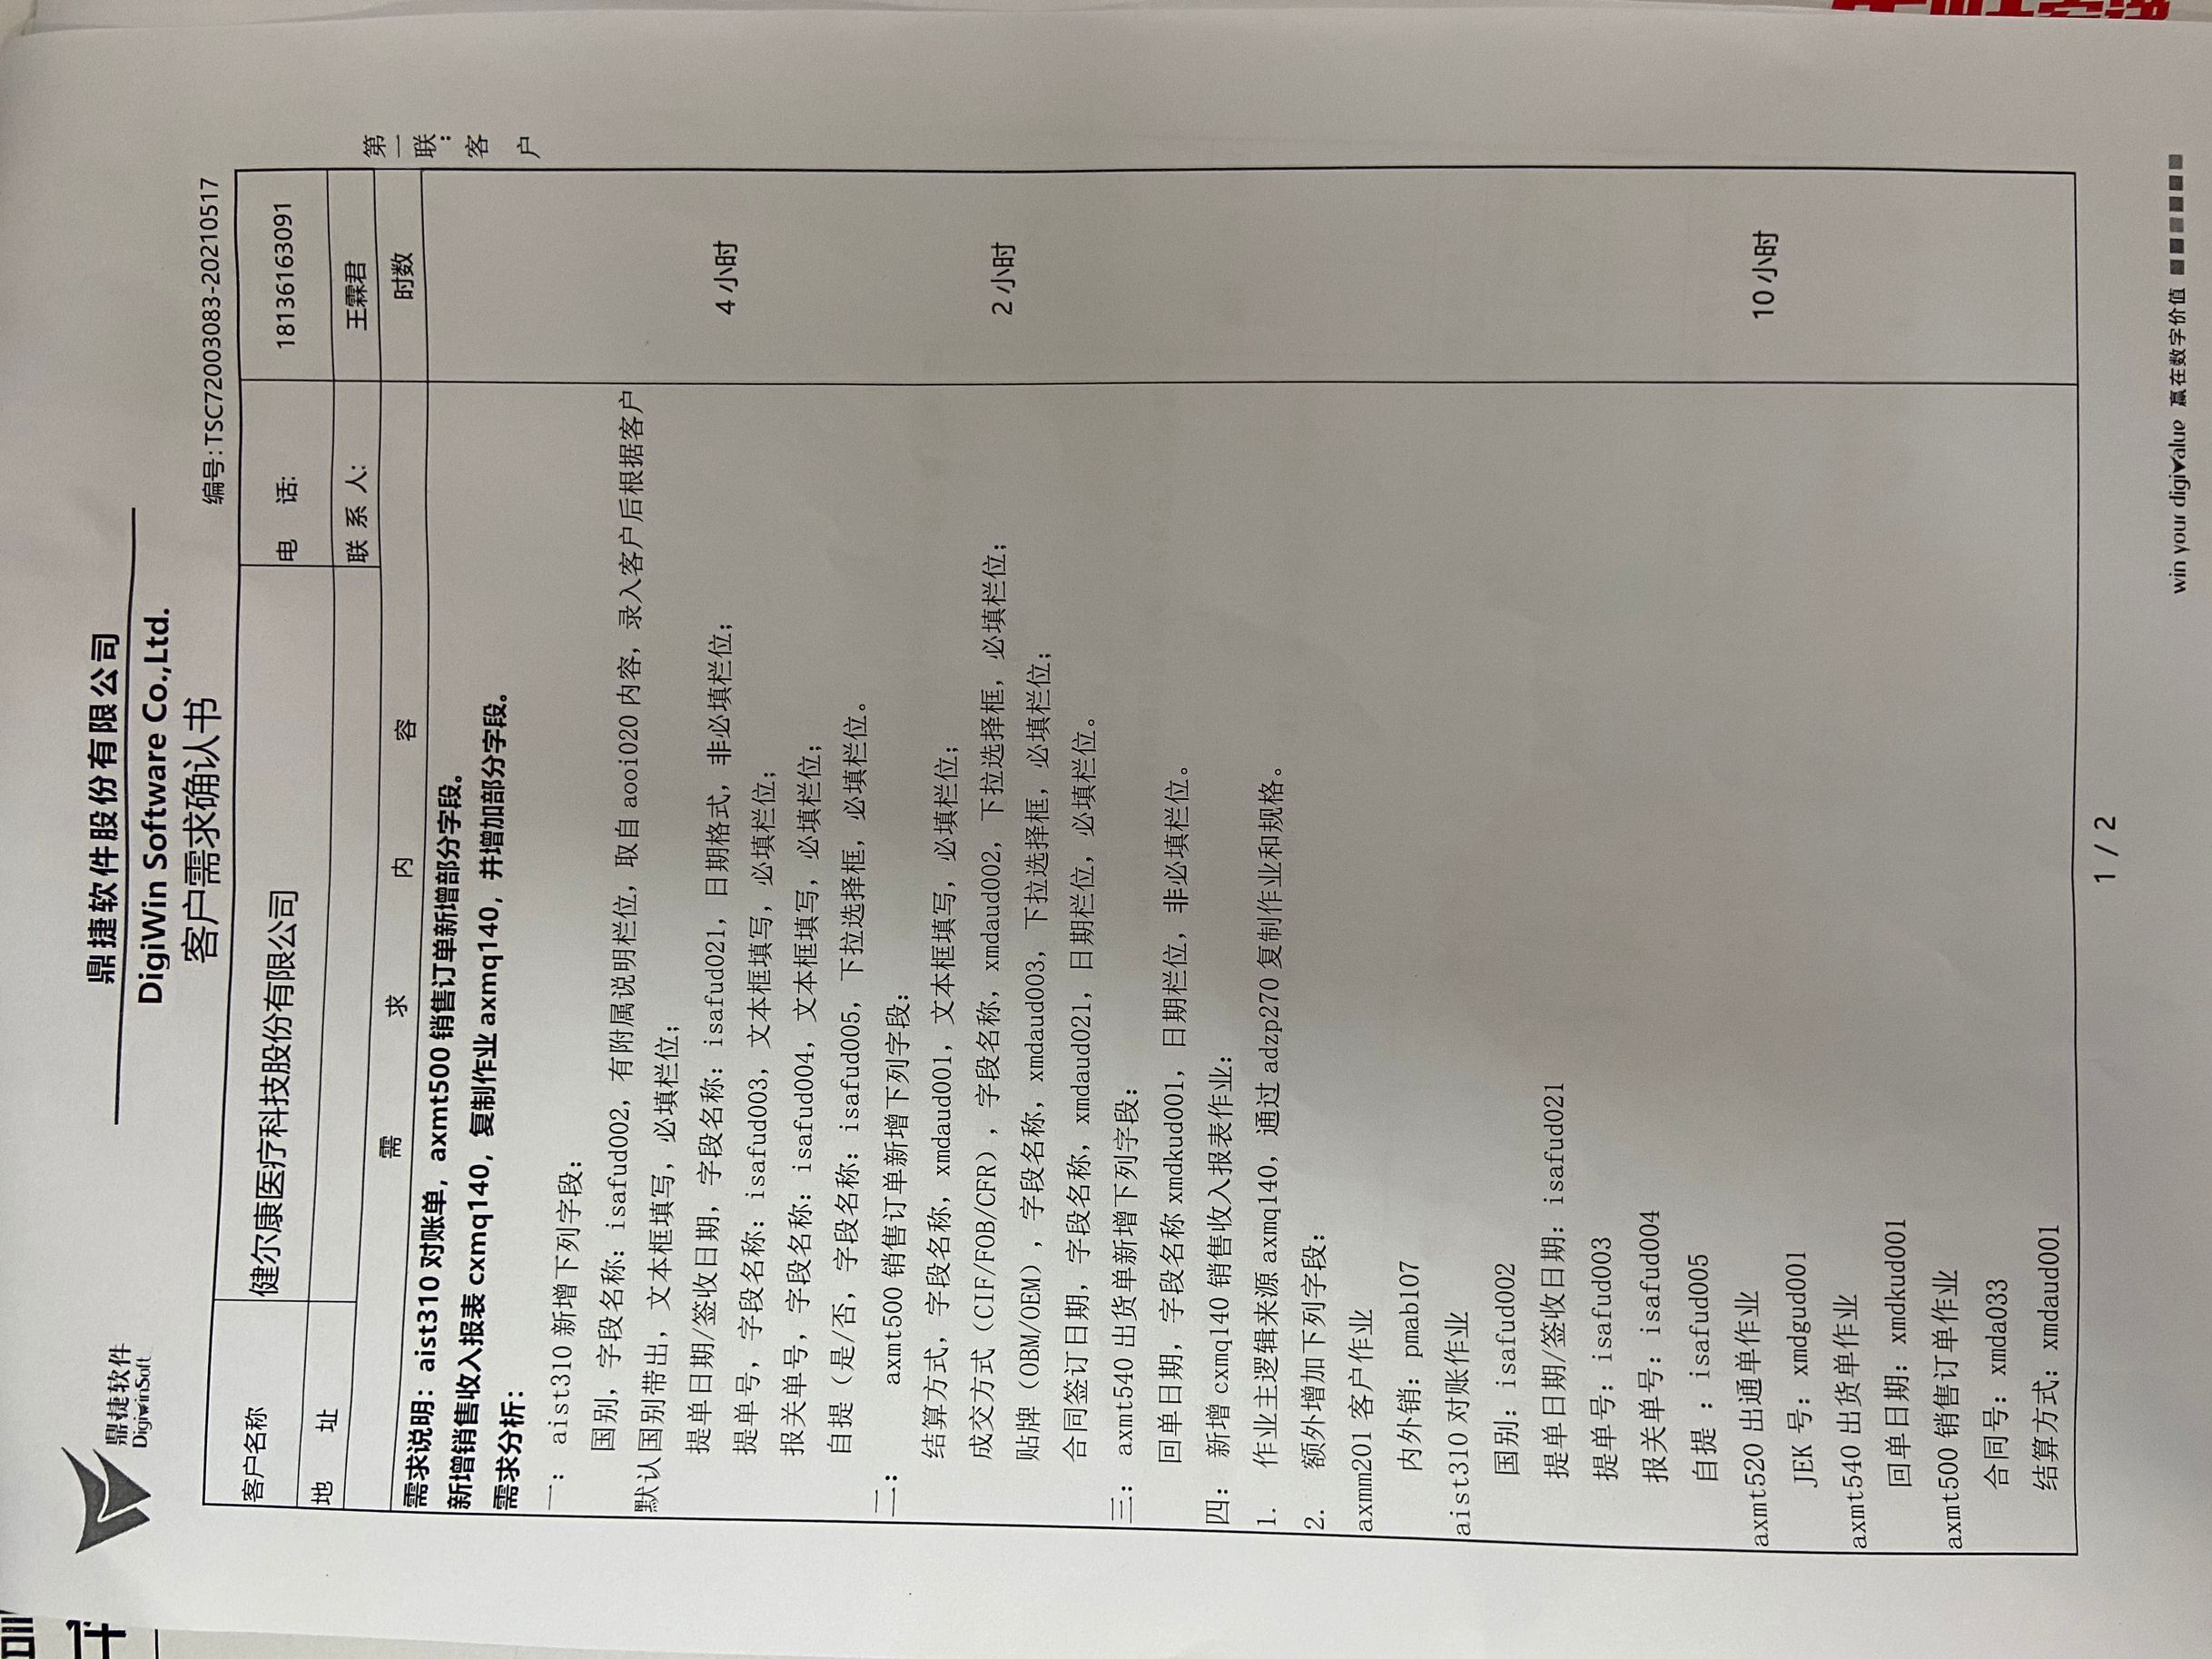 鼎捷软件
DigiwinSoft
鼎捷软件股份有限公司
DigiWin Software Co.,Ltd.
客户需求确认书
编号:TSC72003083-20210517
客户名称 健尔康医疗科技股份有限公司 电 话: 18136163091
地 址 联 系 人: 王霖君
需 求 内 容 时数
第一联：客户
需求说明：aist310 对账单，axmt500 销售订单新增部分字段。
新增销售收入报表 cxmq140，复制作业 axmq140，并增加部分字段。
需求分析：
一：aist310 新增下列字段：
国别，字段名称：isafud002，有附属说明栏位，取自 aooi020 内容，录入客户后根据客户
默认国别带出，文本框填写，必填栏位；
提单日期/签收日期，字段名称：isafud021，日期格式，非必填栏位；
4 小时
提单号，字段名：isafud003，文本框填写，必填栏位；
报关单号，字段名称：isafud004，文本框填写，必填栏位；
自提（是/否，字段名称：isafud005，下拉选择框，必填栏位。
二： axmt500 销售订单新增下列字段：
结算方式，字段名称，xmdaud001，文本框填写，必填栏位；
成交方式（CIF/FOB/CFR），字段名称，xmdaud002，下拉选择框，必填栏位；
2 小时
贴牌（OBM/OEM），字段名称，xmdaud003，下拉选择框，必填栏位；
合同签订日期，字段名称，xmdaud021，日期栏位，必填栏位。
三：axmt540 出货单新增下列字段：
回单日期，字段名称 xmdkud001，日期栏位，非必填栏位。
四：新增 cxmq140 销售收入报表作业：
1. 作业主逻辑来源 axmq140，通过 adzp270 复制作业和规格。
2. 额外增加下列字段：
axmm201 客户作业
内外销：pmab107
aist310 对账作业
国别：isafud002
提单日期/签收日期：isafud021
提单号：isafud003
报关单号：isafud004
自提 ：isafud005
axmt520 出通单作业
10 小时
JEK 号：xmdgud001
axmt540 出货单作业
回单日期：xmdkud001
axmt500 销售订单作业
合同号：xmda033
结算方式：xmdaud001
1 / 2
win your digivalue 赢在数字价值